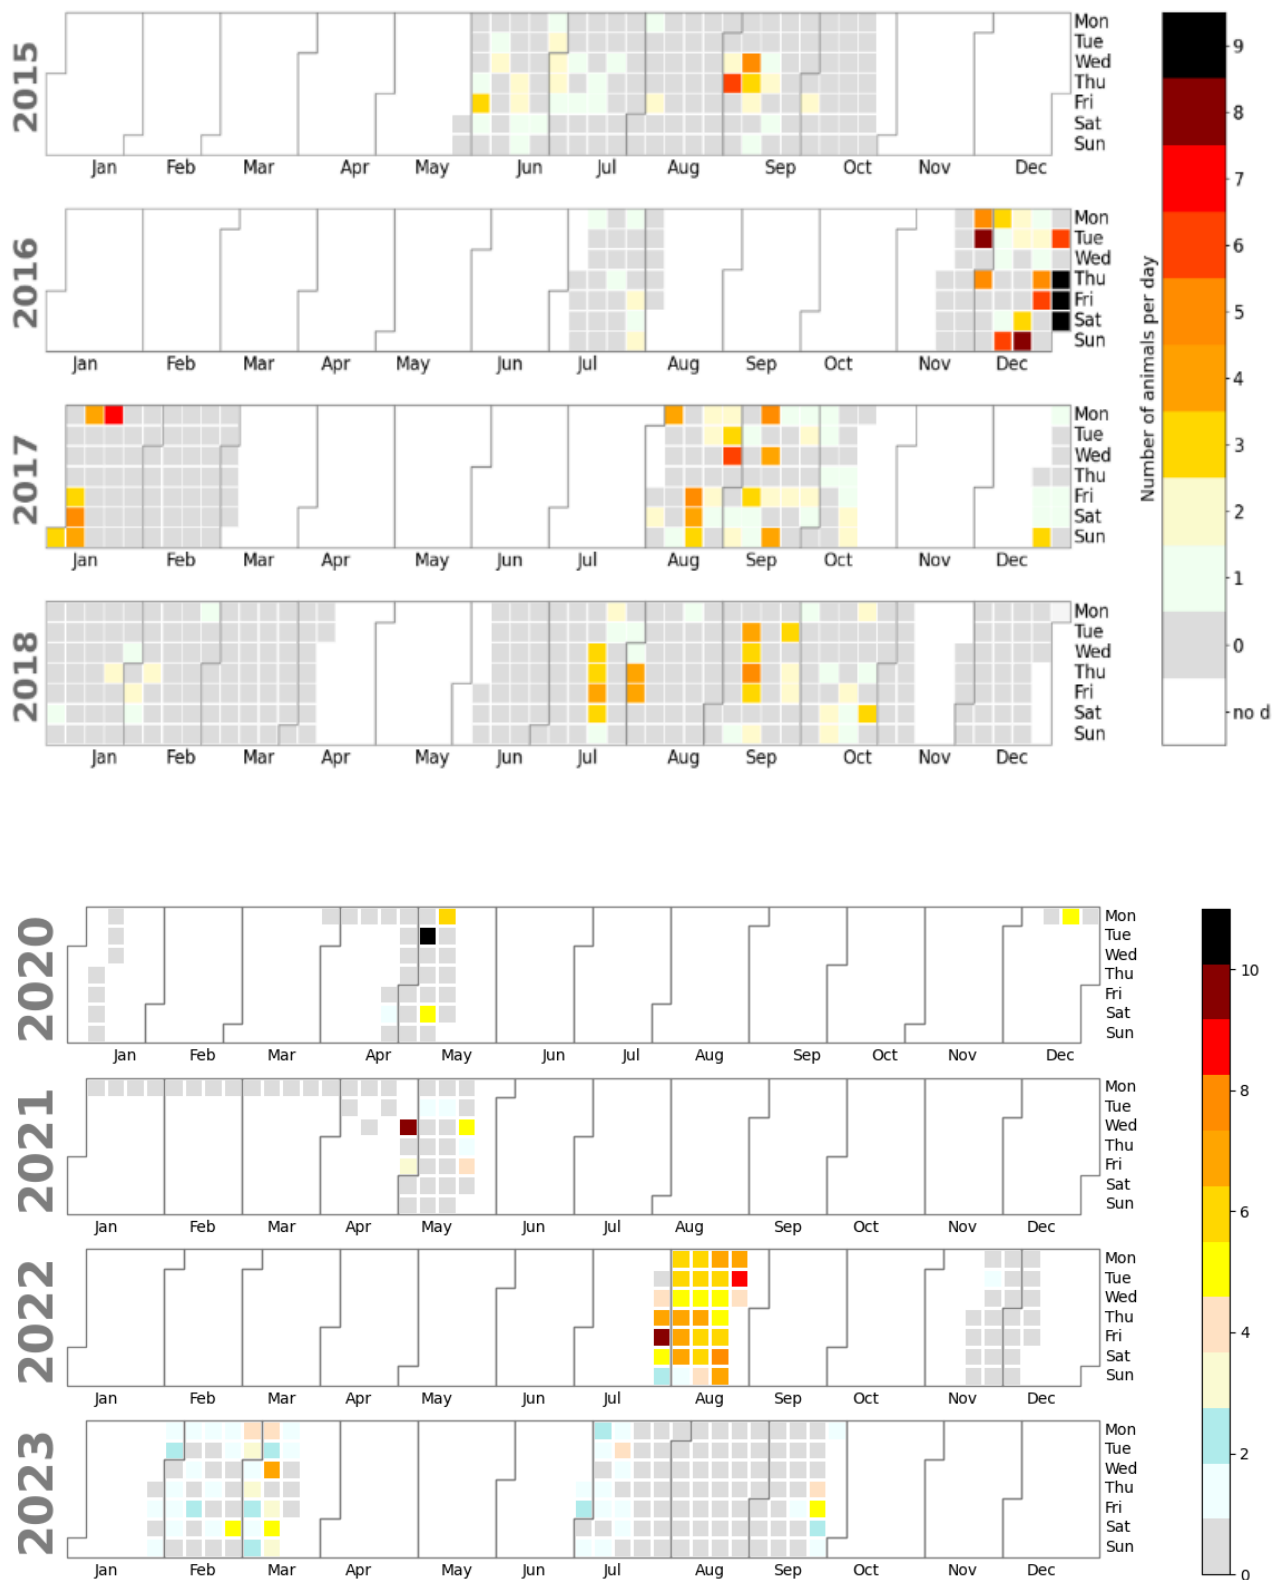 2015
Mon
Tue
Wed
Thu
Fri
Sat
Sun
Jan Feb Mar Apr May Jun Jul Aug Sep Oct Nov Dec
2016
Mon
Tue
Wed
Thu
Fri
Sat
Sun
Jan Feb Mar Apr May Jun Jul Aug Sep Oct Nov Dec
2017
Mon
Tue
Wed
Thu
Fri
Sat
Sun
Jan Feb Mar Apr May Jun Jul Aug Sep Oct Nov Dec
2018
Mon
Tue
Wed
Thu
Fri
Sat
Sun
Jan Feb Mar Apr May Jun Jul Aug Sep Oct Nov Dec
Number of animals per day
9
8
7
6
5
4
3
2
1
0
no d
2020
Mon
Tue
Wed
Thu
Fri
Sat
Sun
Jan Feb Mar Apr May Jun Jul Aug Sep Oct Nov Dec
2021
Mon
Tue
Wed
Thu
Fri
Sat
Sun
Jan Feb Mar Apr May Jun Jul Aug Sep Oct Nov Dec
2022
Mon
Tue
Wed
Thu
Fri
Sat
Sun
Jan Feb Mar Apr May Jun Jul Aug Sep Oct Nov Dec
2023
Mon
Tue
Wed
Thu
Fri
Sat
Sun
Jan Feb Mar Apr May Jun Jul Aug Sep Oct Nov Dec
10
8
6
4
2
0